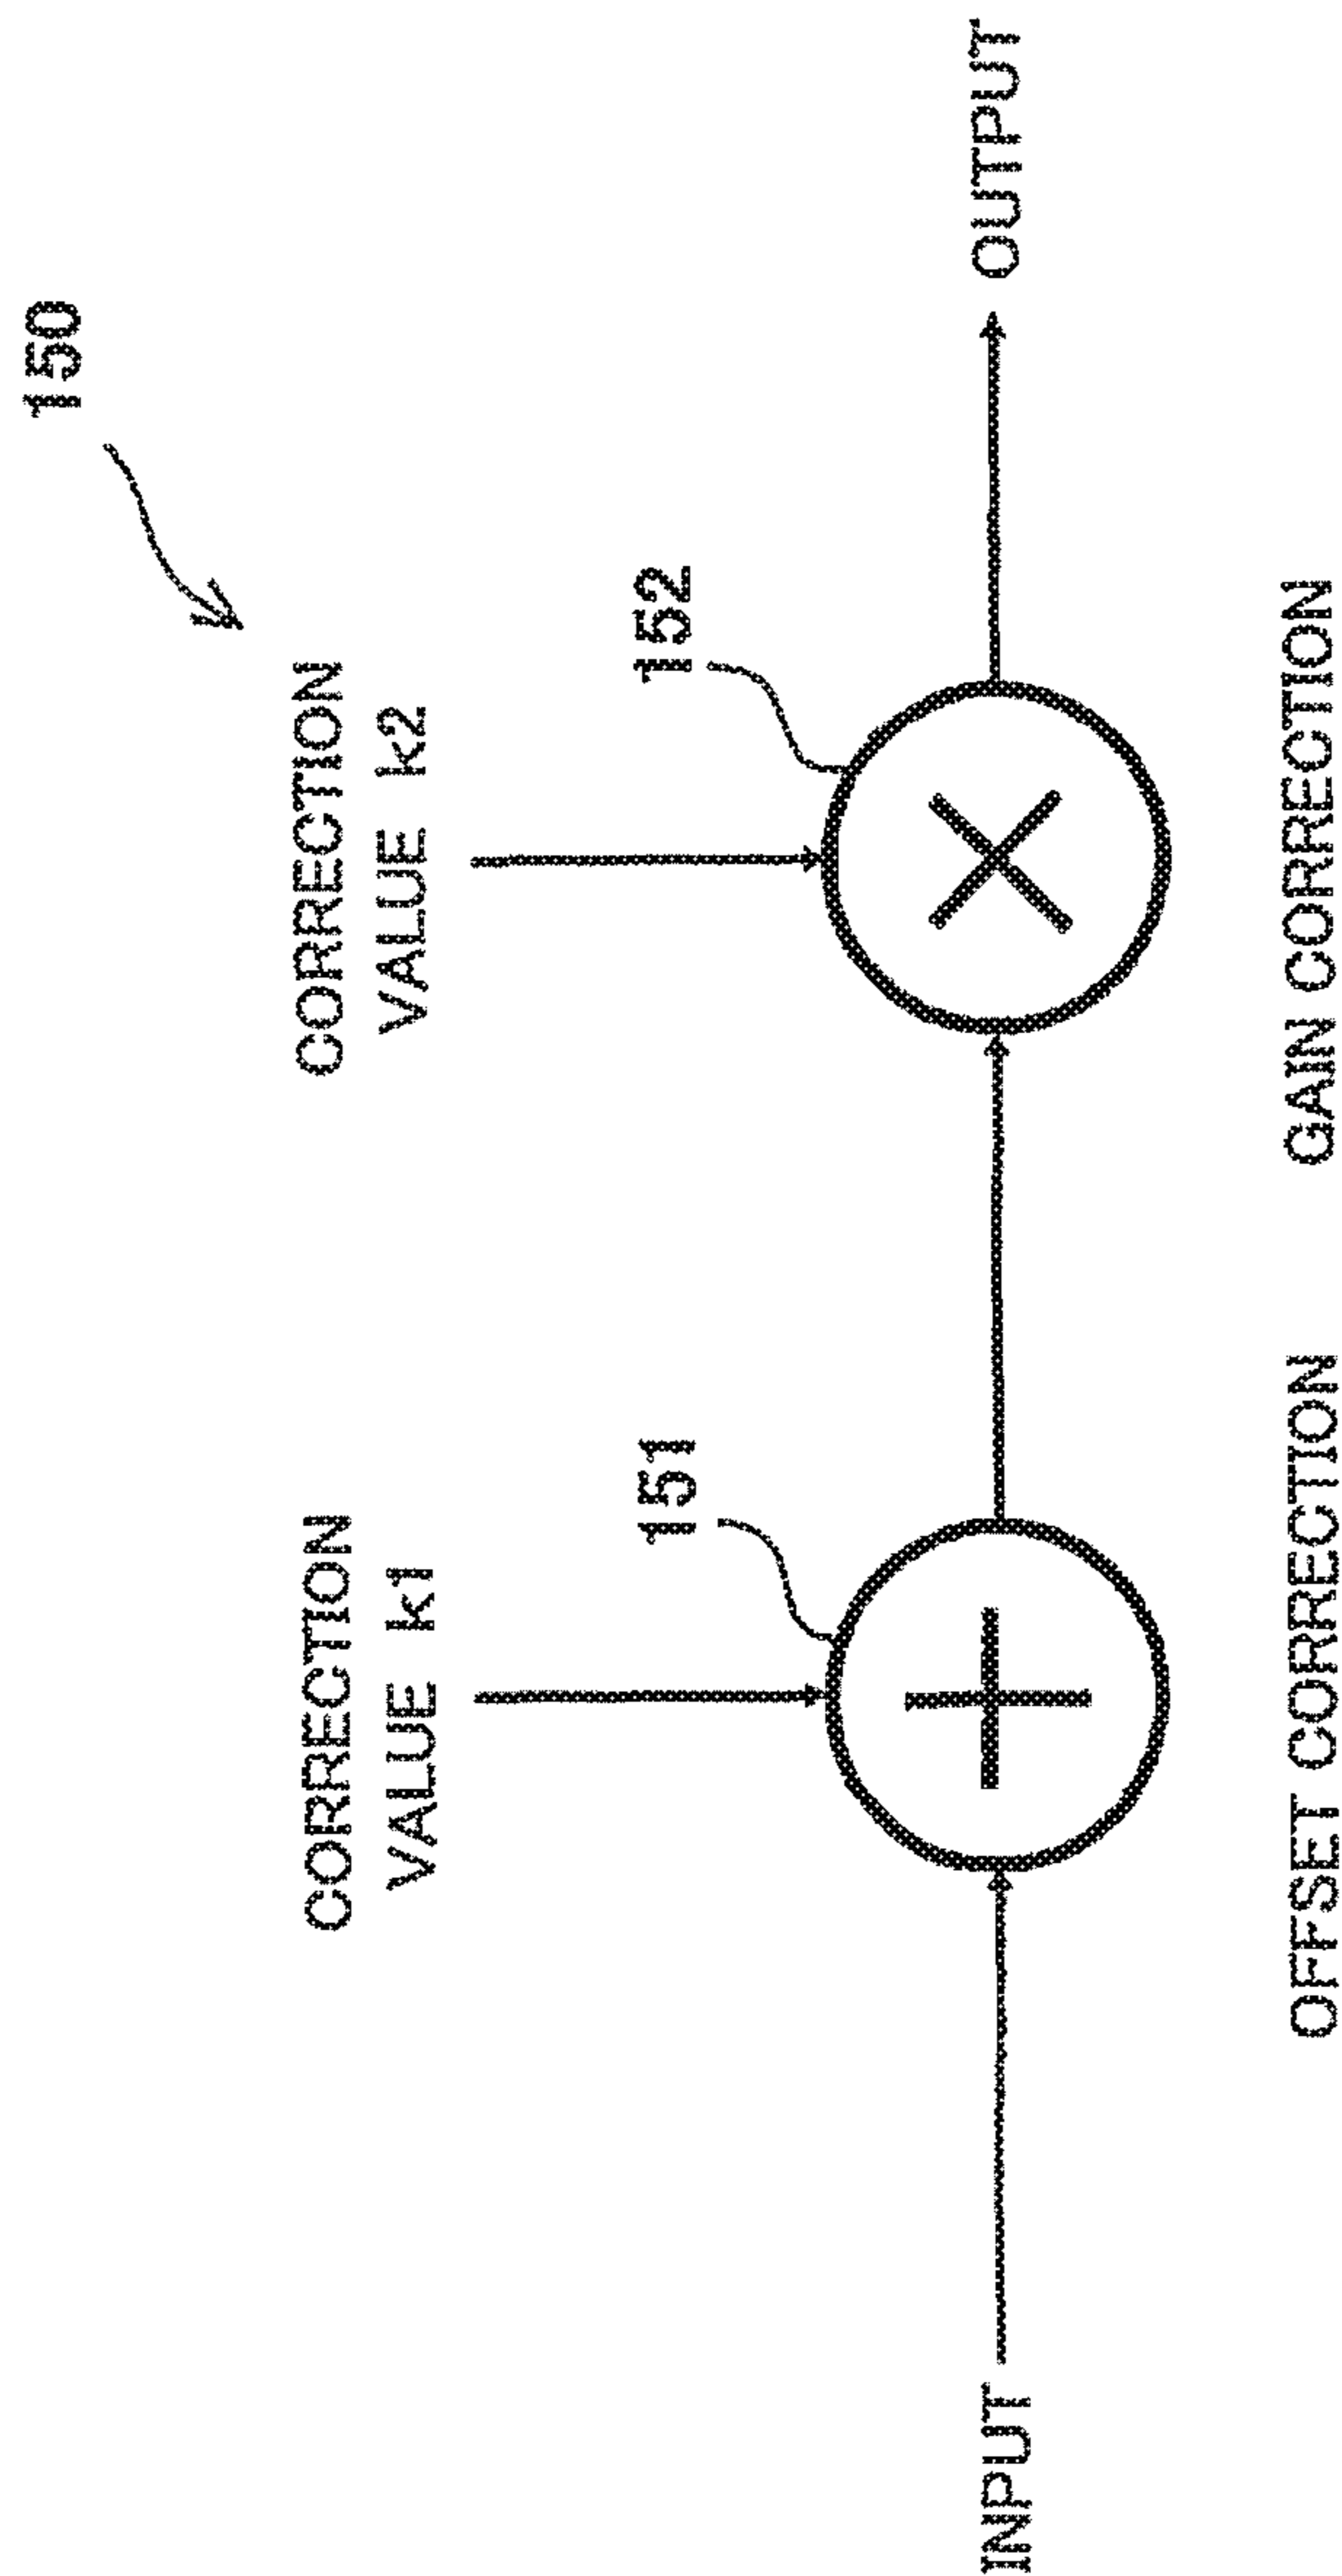 150
CORRECTION
VALUE k1
CORRECTION
VALUE k2
151
152
INPUT
OUTPUT
OFFSET CORRECTION
GAIN CORRECTION